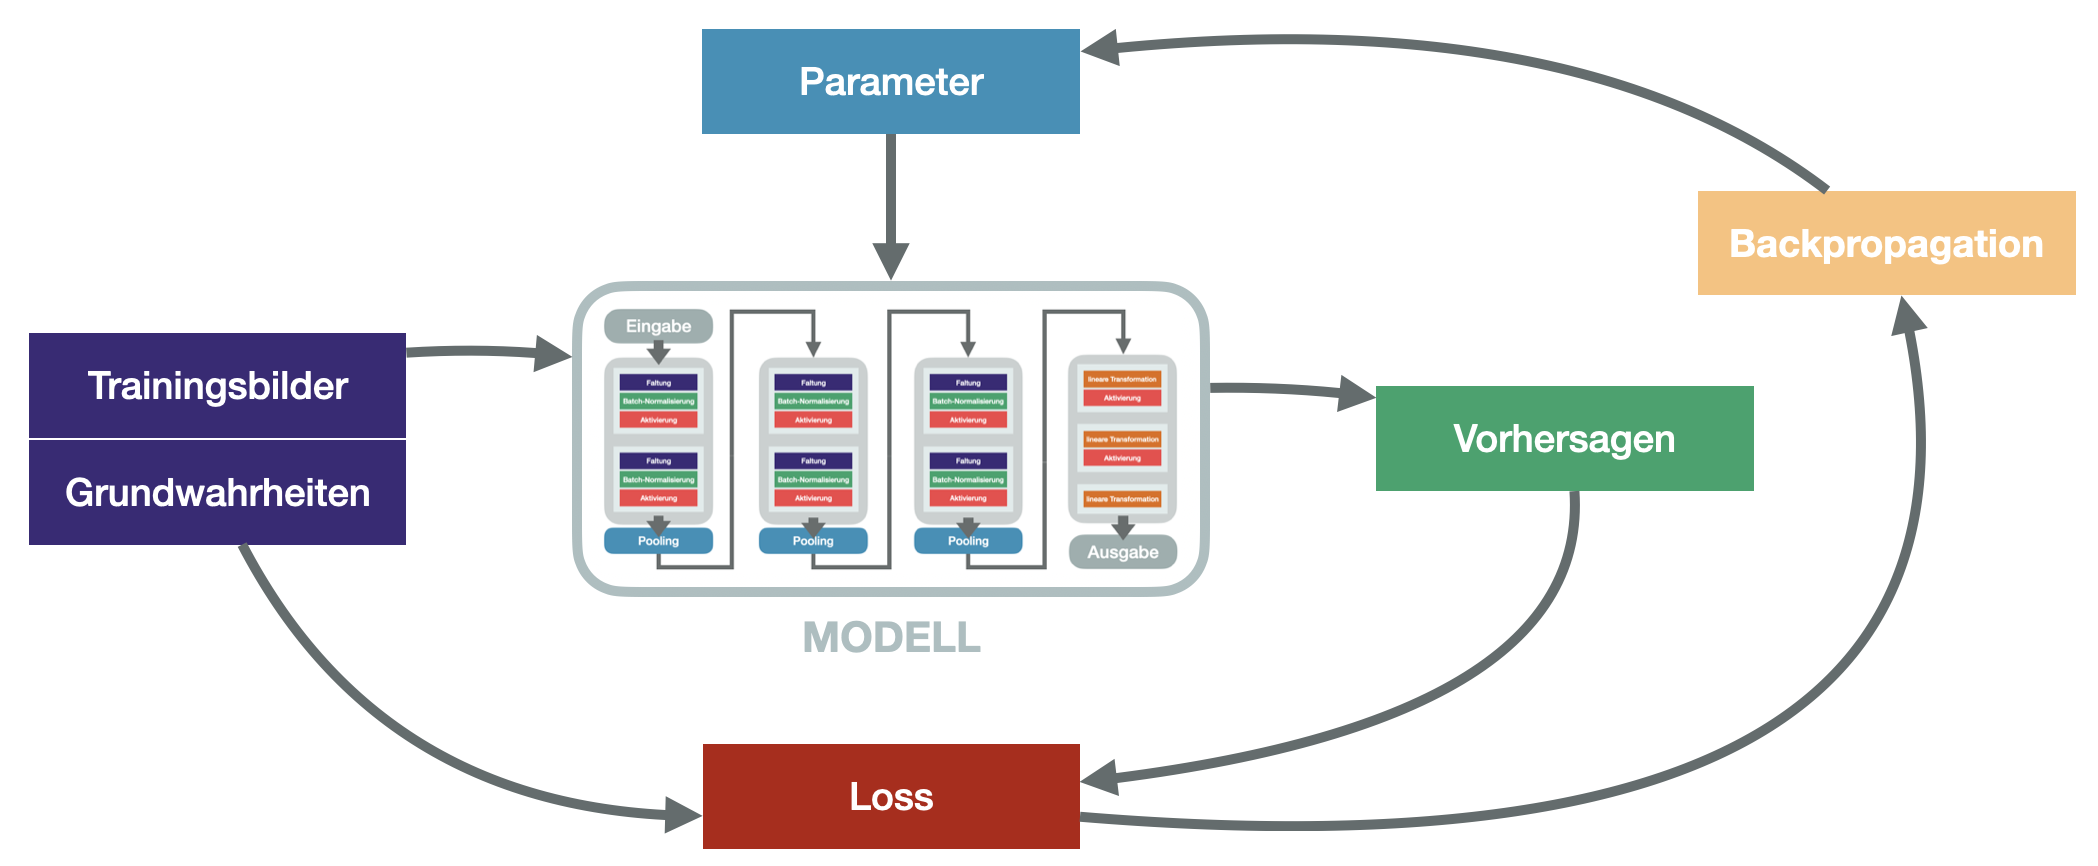 Parameter
Backpropagation
Trainingsbilder
Grundwahrheiten
Eingabe
Faltung
Batch-Normalisierung
Aktivierung
Faltung
Batch-Normalisierung
Aktivierung
Pooling
Faltung
Batch-Normalisierung
Aktivierung
Faltung
Batch-Normalisierung
Aktivierung
Pooling
Faltung
Batch-Normalisierung
Aktivierung
Faltung
Batch-Normalisierung
Aktivierung
Pooling
lineare Transformation
Aktivierung
lineare Transformation
Aktivierung
lineare Transformation
Ausgabe
MODELL
Vorhersagen
Loss